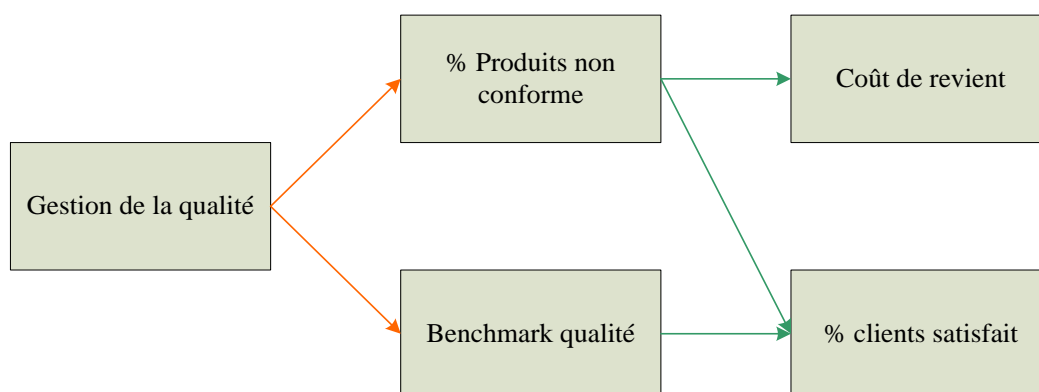 % Produits non
conforme
Coût de revient
Gestion de la qualité
Benchmark qualité
% clients satisfait